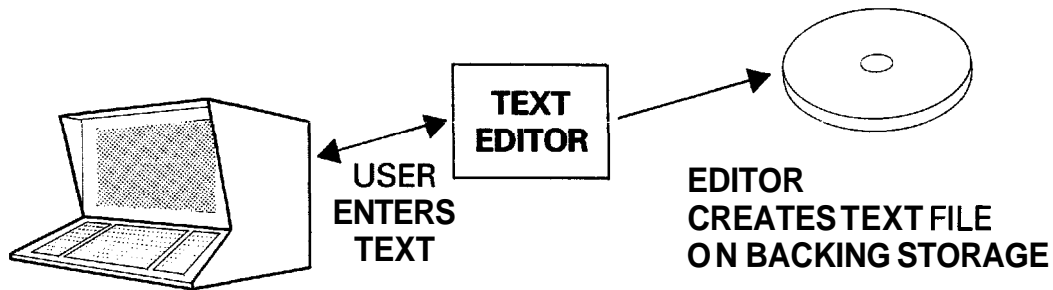 TEXT
EDITOR
USER
ENTERS
TEXT
EDITOR
CREATES TEXT FILE
ON BACKING STORAGE